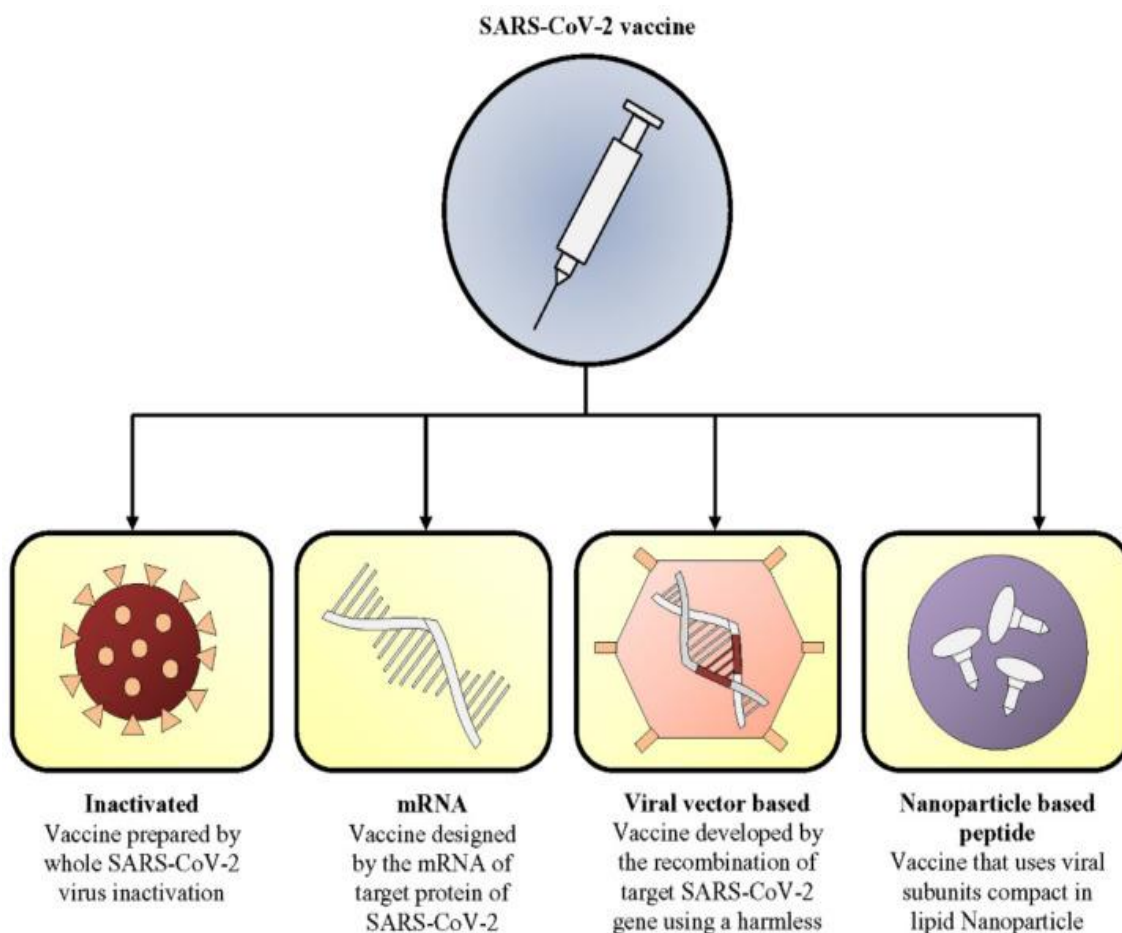 SARS-CoV-2 vaccine
Inactivated
Vaccine prepared by
whole SARS-CoV-2
virus inactivation
mRNA
Vaccine designed
by the mRNA of
target protein of
SARS-CoV-2
Viral vector based
Vaccine developed by
the recombination of
target SARS-CoV-2
gene using a harmless
Nanoparticle based
peptide
Vaccine that uses viral
subunits compact in
lipid Nanoparticle